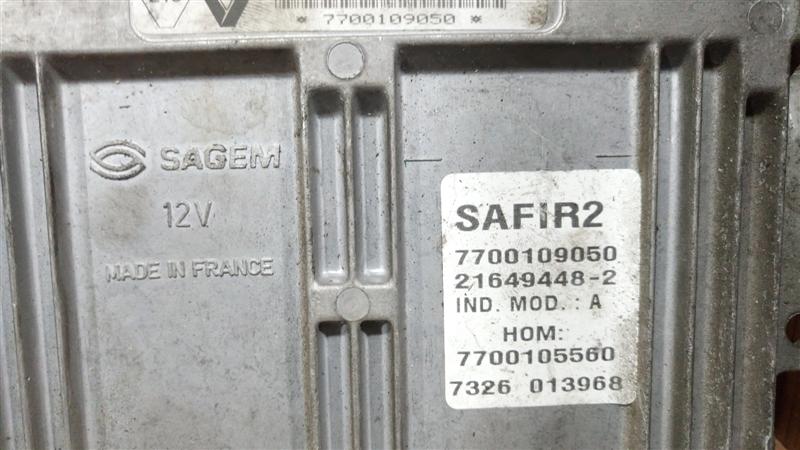 * 7700109050 *
SAGEM
12V
MADE IN FRANCE
SAFIR2
7700109050
21649448-2
IND. MOD. : A
HOM:
7700105560
7326 013968